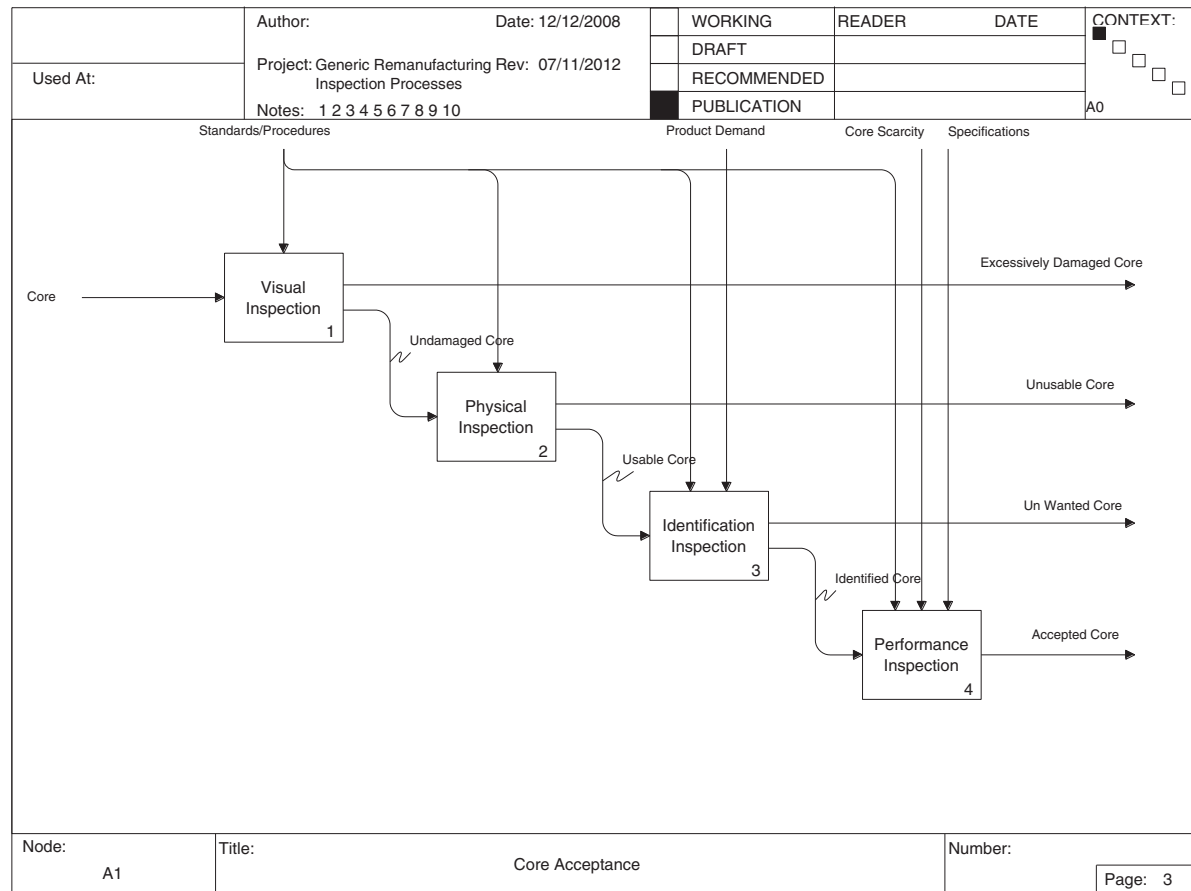 Used At:
Author: Date: 12/12/2008
Project: Generic Remanufacturing Rev: 07/11/2012
Inspection Processes
Notes: 1 2 3 4 5 6 7 8 9 10
WORKING
DRAFT
RECOMMENDED
PUBLICATION
READER DATE
CONTEXT:
A0
Standards/Procedures
Product Demand
Core Scarcity
Specifications
Core
Visual
Inspection
1
Excessively Damaged Core
Undamaged Core
Physical
Inspection
2
Unusable Core
Usable Core
Identification
Inspection
3
Un Wanted Core
Identified Core
Performance
Inspection
4
Accepted Core
Node:
A1
Title:
Core Acceptance
Number:
Page: 3